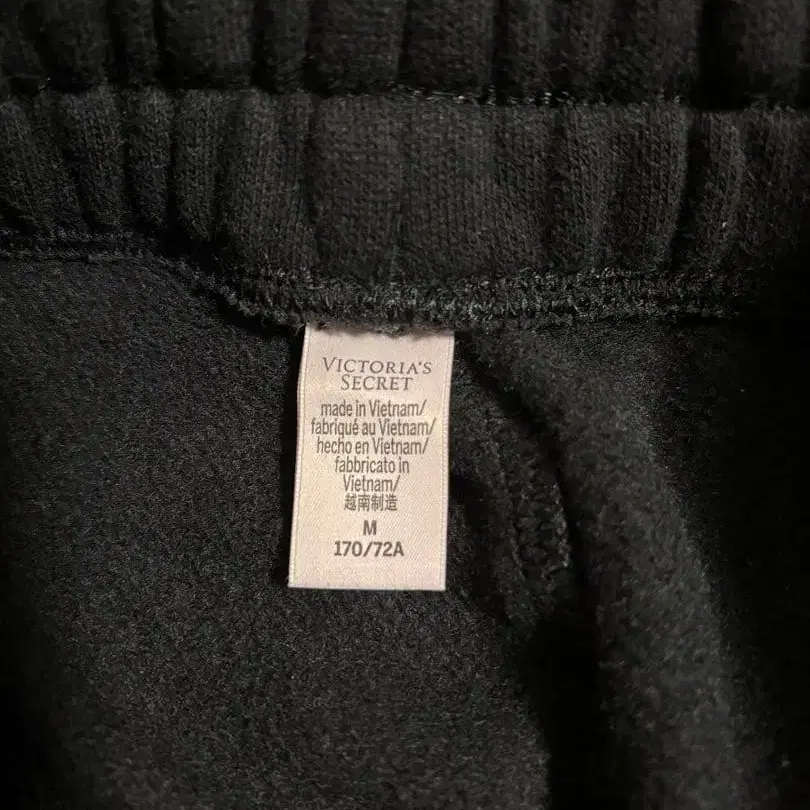 VICTORIA'S
SECRET
made in Vietnam/
fabriqué au Vietnam/
hecho en Vietnam/
fabbricato in
Vietnam/
越南制造
M
170/72A